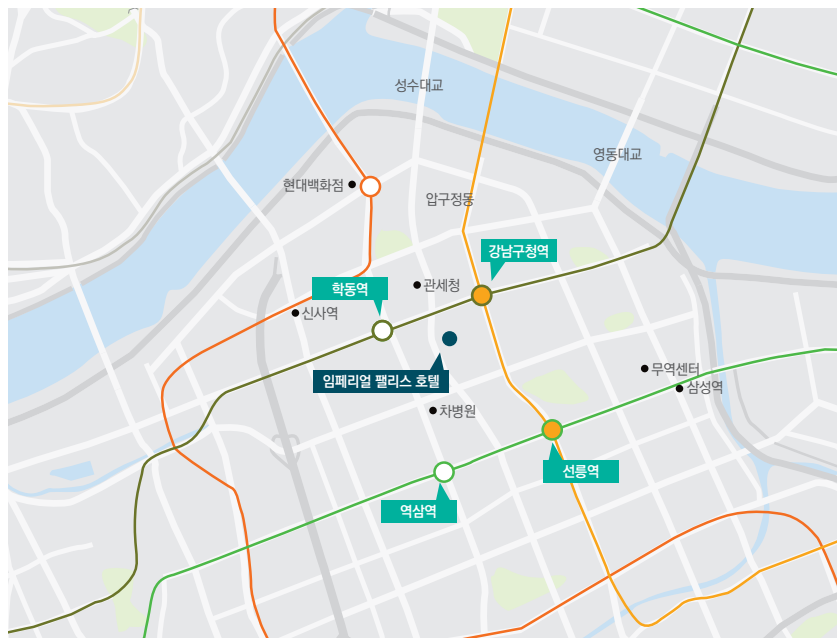 성수대교
영동대교
현대백화점
압구정동
강남구청역
학동역
관세청
신사역
임페리얼 팰리스 호텔
무역센터
삼성역
차병원
선릉역
역삼역